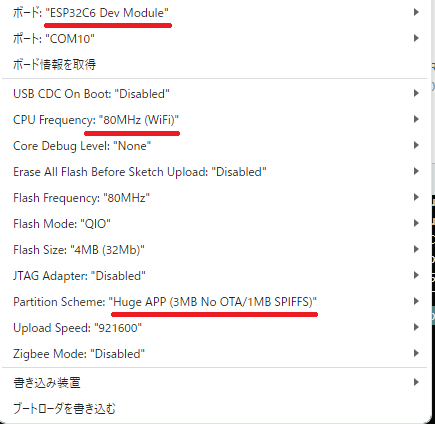 ボード: "ESP32C6 Dev Module"
ポート: "COM10"
ボード情報を取得
USB CDC On Boot: "Disabled"
CPU Frequency: "80MHz (WiFi)"
Core Debug Level: "None"
Erase All Flash Before Sketch Upload: "Disabled"
Flash Frequency: "80MHz"
Flash Mode: "QIO"
Flash Size: "4MB (32Mb)"
JTAG Adapter: "Disabled"
Partition Scheme: "Huge APP (3MB No OTA/1MB SPIFFS)"
Upload Speed: "921600"
Zigbee Mode: "Disabled"
書き込み装置
ブートローダを書き込む